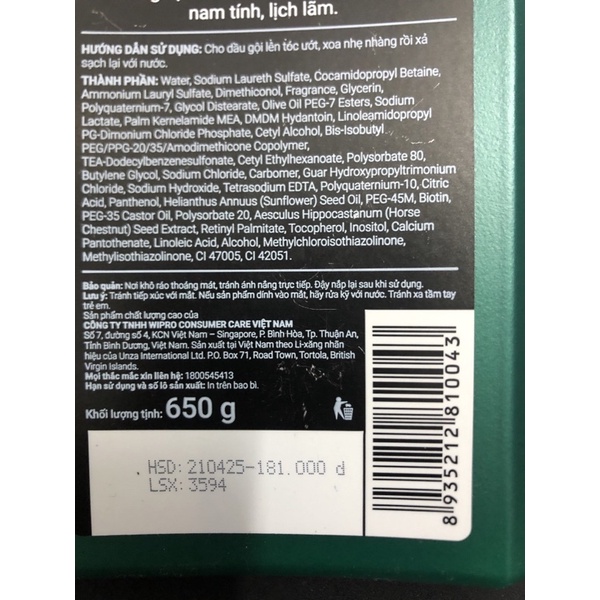 nam tính, lịch lãm.
HƯỚNG DẪN SỬ DỤNG: Cho dầu gội lên tóc ướt, xoa nhẹ nhàng rồi xả
sạch lại với nước.
THÀNH PHẦN: Water, Sodium Laureth Sulfate, Cocamidopropyl Betaine,
Ammonium Lauryl Sulfate, Dimethiconol, Fragrance, Glycerin,
Polyquaternium-7, Glycol Distearate, Olive Oil PEG-7 Esters, Sodium
Lactate, Palm Kernelamide MEA, DMDM Hydantoin, Linoleamidopropyl
PG-Dimonium Chloride Phosphate, Cetyl Alcohol, Bis-Isobutyl
PEG/PPG-20/35/Amodimethicone Copolymer,
TEA-Dodecylbenzenesulfonate, Cetyl Ethylhexanoate, Polysorbate 80,
Butylene Glycol, Sodium Chloride, Carbomer, Guar Hydroxypropyltrimonium
Chloride, Sodium Hydroxide, Tetrasodium EDTA, Polyquaternium-10, Citric
Acid, Panthenol, Helianthus Annuus (Sunflower) Seed Oil, PEG-45M, Biotin,
PEG-35 Castor Oil, Polysorbate 20, Aesculus Hippocastanum (Horse
Chestnut) Seed Extract, Retinyl Palmitate, Tocopherol, Inositol, Calcium
Pantothenate, Linoleic Acid, Alcohol, Methylchloroisothiazolinone,
Methylisothiazolinone, CI 47005, CI 42051.
Bảo quản: Nơi khô ráo thoáng mát, tránh ánh nắng trực tiếp. Đậy nắp lại sau khi sử dụng.
Lưu ý: Tránh tiếp xúc với mắt. Nếu sản phẩm dính vào mắt, hãy rửa kỹ với nước. Tránh xa tầm tay
trẻ em.
Sản phẩm chất lượng cao của
CÔNG TY TNHH WIPRO CONSUMER CARE VIỆT NAM
Số 7, đường số 4, KCN Việt Nam – Singapore, P. Bình Hòa, Tp. Thuận An,
Tỉnh Bình Dương, Việt Nam. Sản xuất tại Việt Nam theo Li-xăng nhãn
hiệu của Unza International Ltd. P.O. Box 71, Road Town, Tortola, British
Virgin Islands.
Mọi thắc mắc xin liên hệ: 1800545413
Hạn sử dụng và số lô sản xuất: In trên bao bì.
Khối lượng tịnh: 650 g
HSD: 210425-181.000 d
LSX: 3594
8 935212 810043